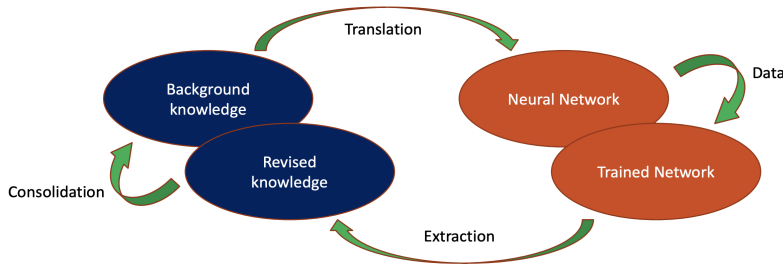 Translation
Background
knowledge
Neural Network
Data
Revised
knowledge
Trained Network
Consolidation
Extraction